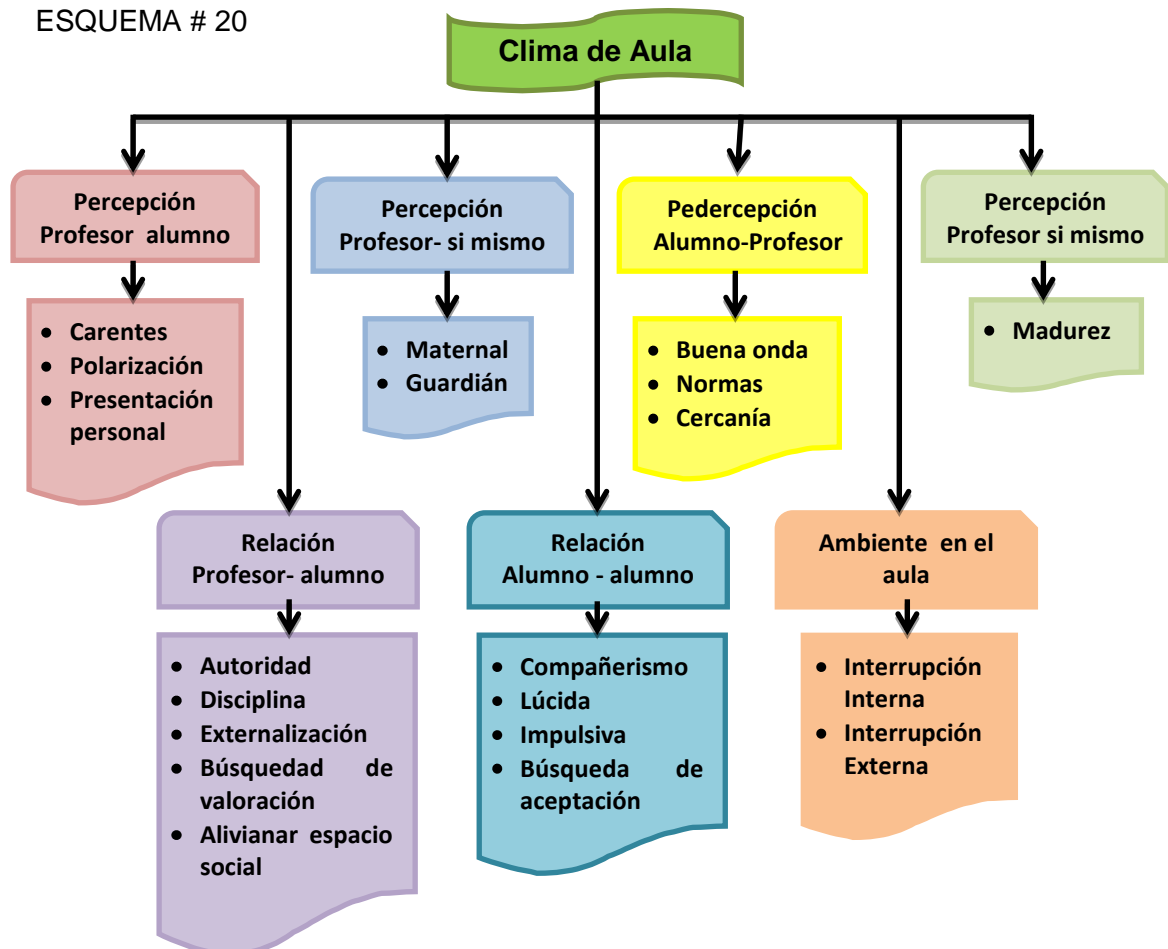 ESQUEMA # 20
Clima de Aula
Percepción
Profesor alumno
Percepción
Profesor- si mismo
Pedercepción
Alumno-Profesor
Percepción
Profesor si mismo
• Carentes
• Polarización
• Presentación
personal
• Maternal
• Guardián
• Buena onda
• Normas
• Cercanía
• Madurez
Relación
Profesor- alumno
Relación
Alumno - alumno
Ambiente en el
aula
• Autoridad
• Disciplina
• Externalización
• Búsquedad de
valoración
• Alivianar espacio
social
• Compañerismo
• Lúcida
• Impulsiva
• Búsqueda de
aceptación
• Interrupción
Interna
• Interrupción
Externa